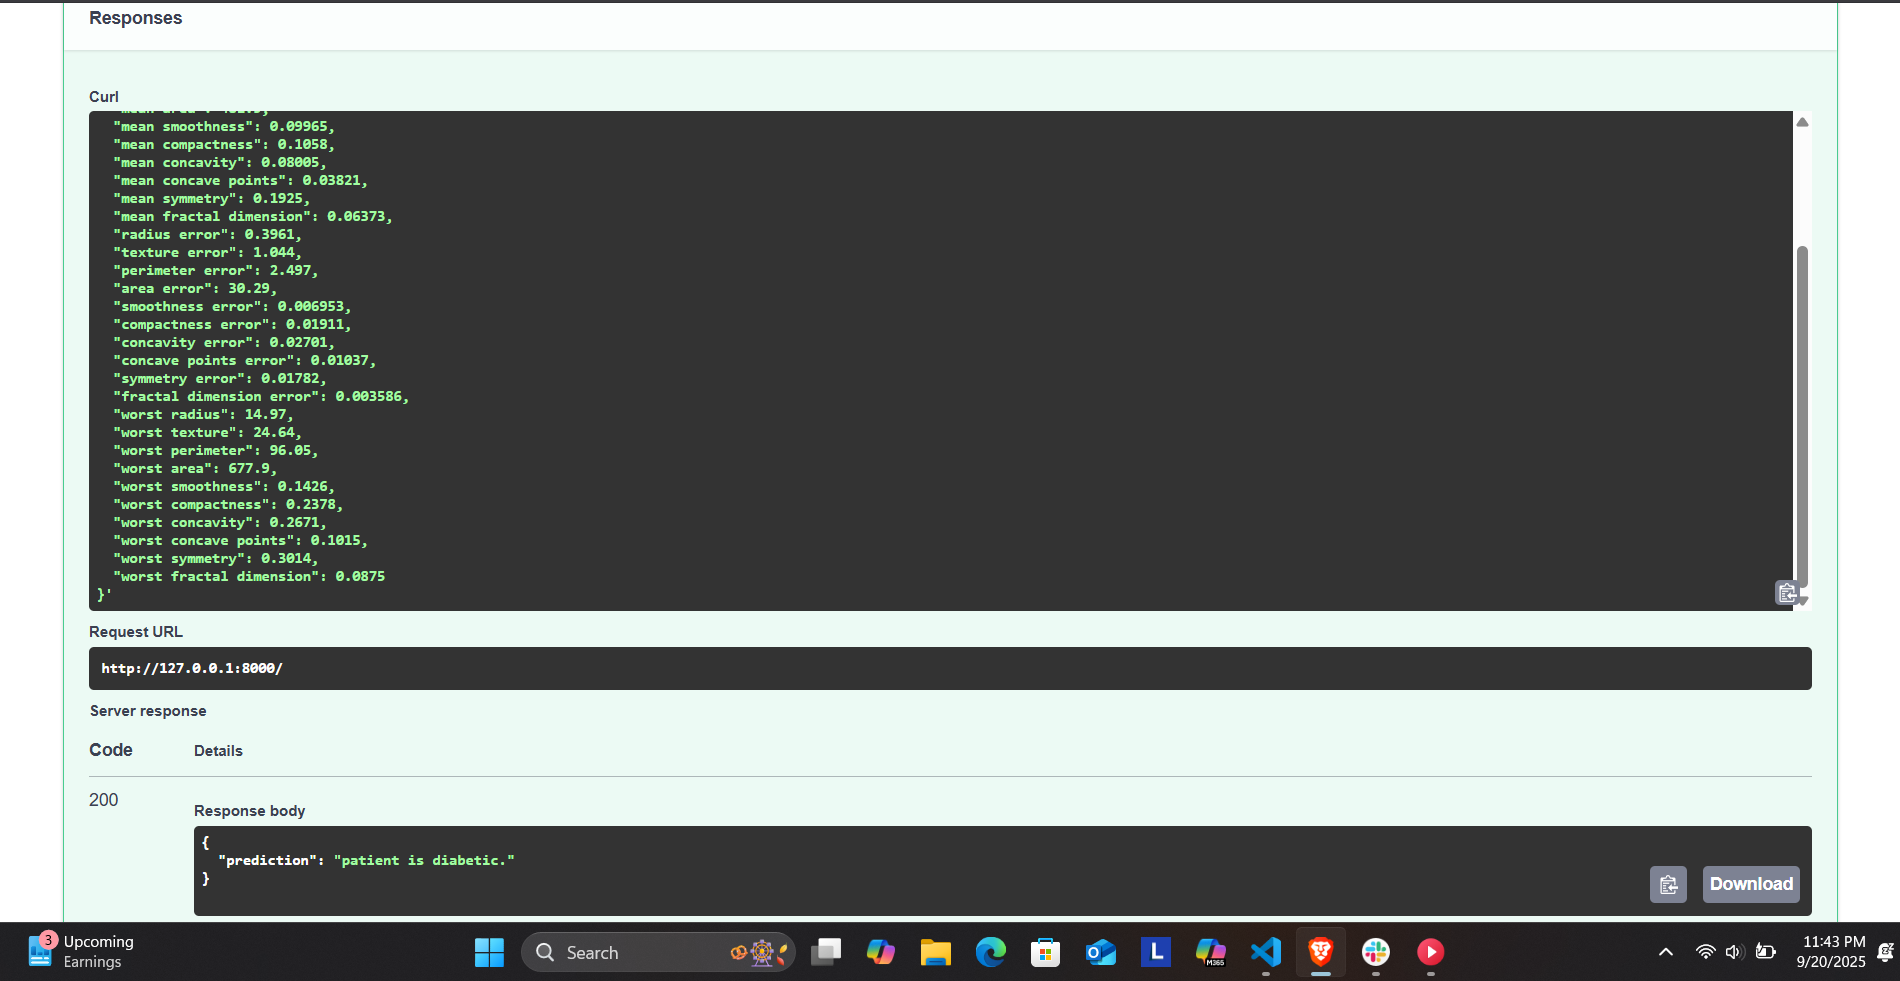 Responses
Curl
"mean smoothness": 0.09965,
"mean compactness": 0.1058,
"mean concavity": 0.08005,
"mean concave points": 0.03821,
"mean symmetry": 0.1925,
"mean fractal dimension": 0.06373,
"radius error": 0.3961,
"texture error": 1.044,
"perimeter error": 2.497,
"area error": 30.29,
"smoothness error": 0.006953,
"compactness error": 0.01911,
"concavity error": 0.02701,
"concave points error": 0.01037,
"symmetry error": 0.01782,
"fractal dimension error": 0.003586,
"worst radius": 14.97,
"worst texture": 24.64,
"worst perimeter": 96.05,
"worst area": 677.9,
"worst smoothness": 0.1426,
"worst compactness": 0.2378,
"worst concavity": 0.2671,
"worst concave points": 0.1015,
"worst symmetry": 0.3014,
"worst fractal dimension": 0.0875
}'
Request URL
http://127.0.0.1:8000/
Server response
Code Details
200
Response body
{
"prediction": "patient is diabetic."
}
Download
3
Upcoming
Earnings
Search
L
M365
11:43 PM
9/20/2025